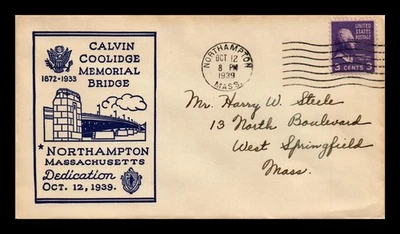 CALVIN
COOLIDGE
MEMORIAL
BRIDGE
1872-1933
NORTHAMPTON
MASSACHUSETTS
Dedication
OCT. 12, 1939.
NORTHAMPTON
OCT 12
8 PM
1939
MASS.
UNITED
STATES
POSTAGE
3 CENTS 3
Mr. Harry W. Steele
13 North Boulevard
West Springfield
Mass.